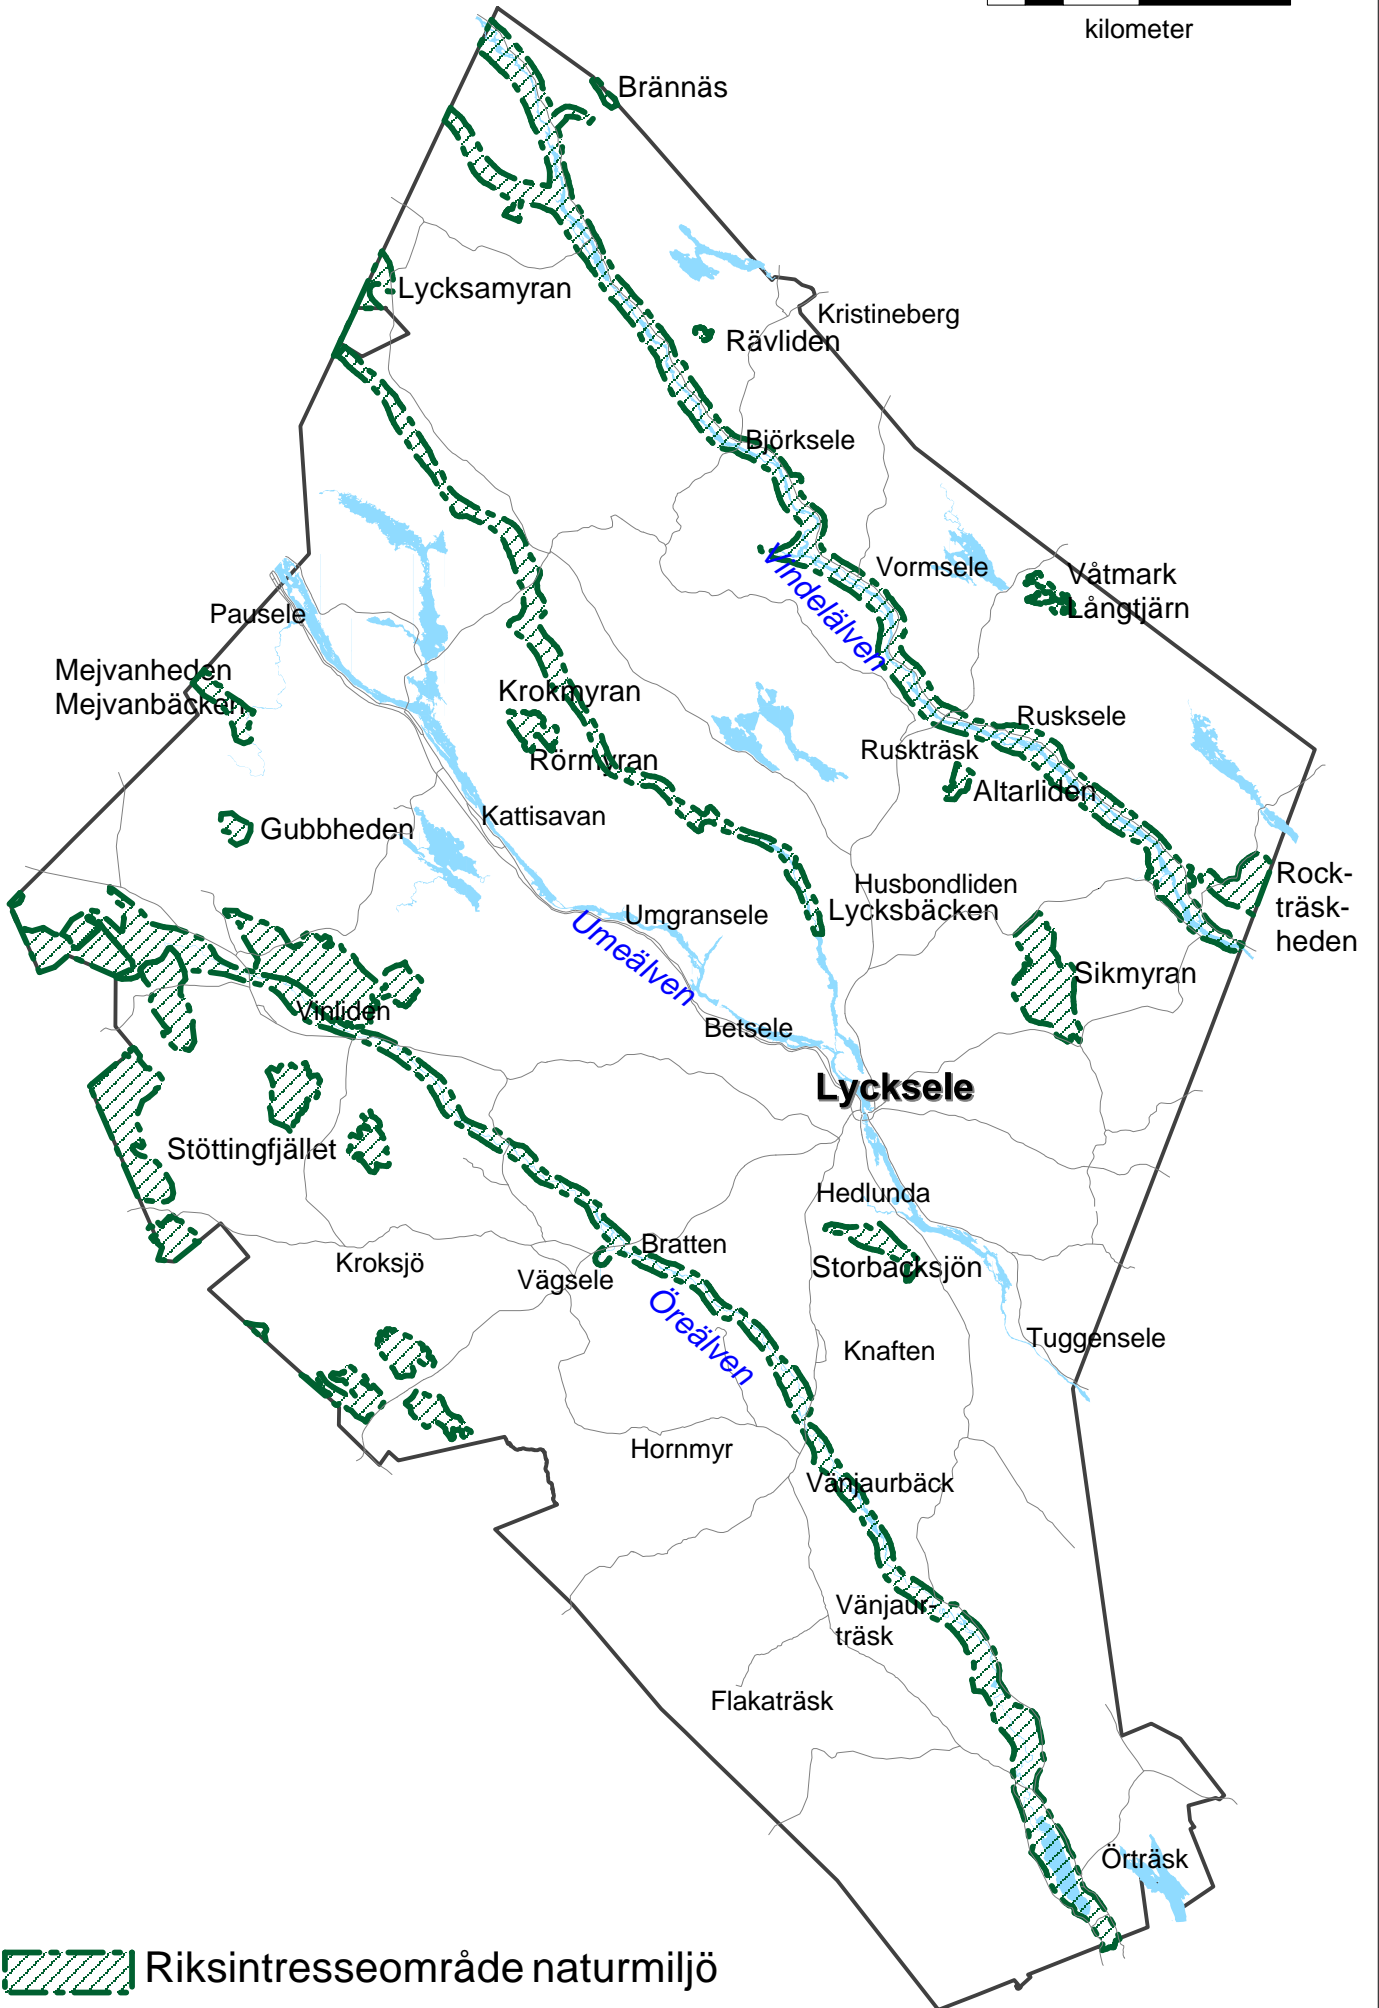 kilometer
Brännäs
Lycksamyran
Kristineberg
Rävliden
Björksele
Vindelälven
Vormsele
Våtmark
Långtjärn
Pausele
Mejvanheden
Mejvanbäcken
Krokmyran
Rörmyran
Rusksele
Ruskträsk
Altarliden
Kattisavan
Gubbheden
Husbondliden
Lycksbäcken
Rock-
träsk-
heden
Umgransele
Umeälven
Sikmyran
Vinliden
Betsele
Lycksele
Stöttingfjället
Hedlunda
Bratten
Kroksjö
Vägsele
Storbacksjön
Öreälven
Tuggensele
Knaften
Hornmyr
Vänjaurbäck
Vänjaur-
träsk
Flakaträsk
Örträsk
Riksintresseområde naturmiljö